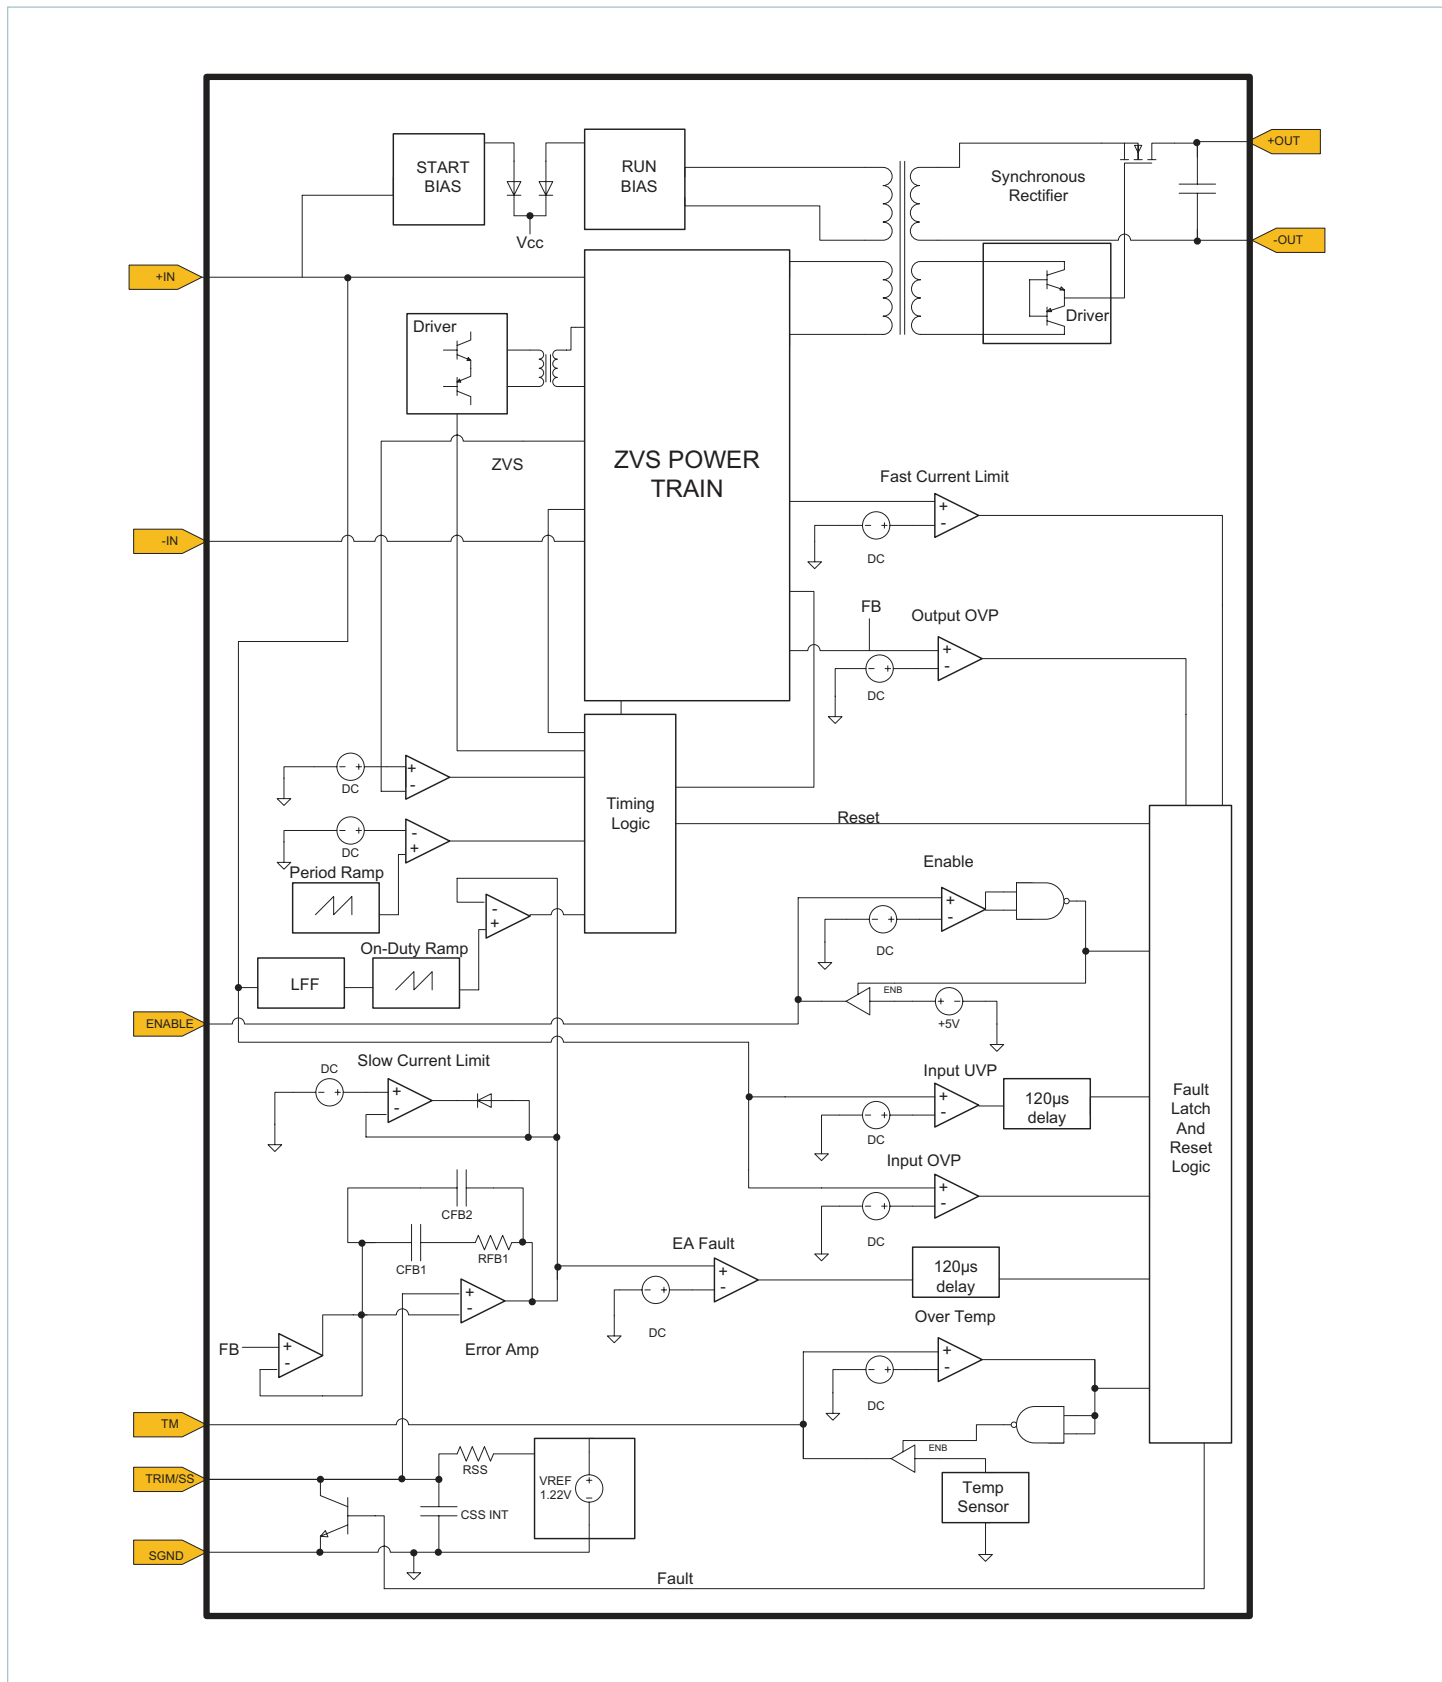 START
BIAS
RUN
BIAS
Vcc
Synchronous
Rectifier
+OUT
-OUT
+IN
Driver
Driver
ZVS
ZVS POWER
TRAIN
-IN
Fast Current Limit
+
-
- +
DC
FB
Output OVP
+
-
- +
DC
- +
DC
+
-
- +
DC
-
+
Timing
Logic
Reset
Period Ramp
-
+
On-Duty Ramp
LFF
Enable
+
-
- +
DC
ENB
+ -
+5V
ENABLE
Slow Current Limit
DC
- +
+
-
Input UVP
+
-
- +
DC
120µs
delay
Fault
Latch
And
Reset
Logic
Input OVP
+
-
- +
DC
CFB2
CFB1
RFB1
EA Fault
+
-
- +
DC
120µs
delay
+
-
Error Amp
FB
+
-
Over Temp
+
-
- +
DC
TM
ENB
TRIM/SS
RSS
VREF
1.22V
+
-
CSS INT
Temp
Sensor
SGND
Fault